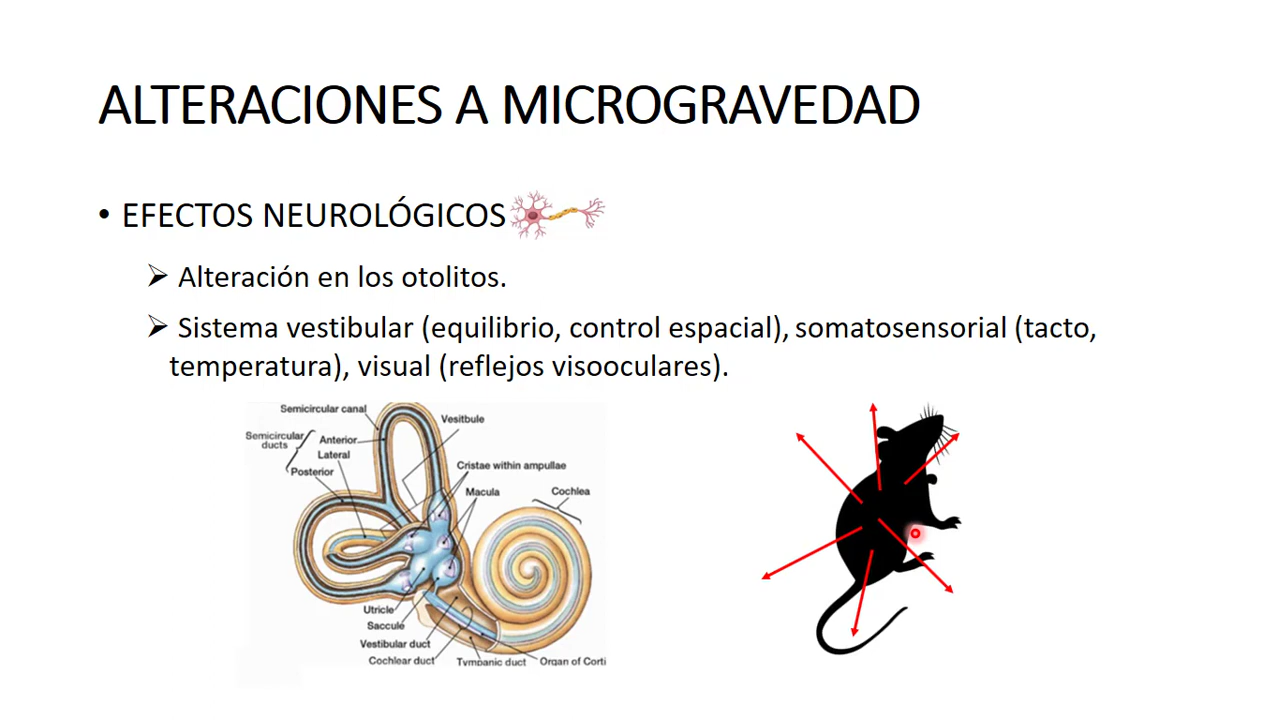 ALTERACIONES A MICROGRAVEDAD
• EFECTOS NEUROLÓGICOS
➢ Alteración en los otolitos.
➢ Sistema vestibular (equilibrio, control espacial), somatosensorial (tacto,
temperatura), visual (reflejos visooculares).
Semicircular canal
Vesitbule
Semicircular
ducts
Anterior
Lateral
Posterior
Cristae within ampullae
Macula
Cochlea
Utricle
Saccule
Vestibular duct
Cochlear duct
Tympanic duct
Organ of Corti